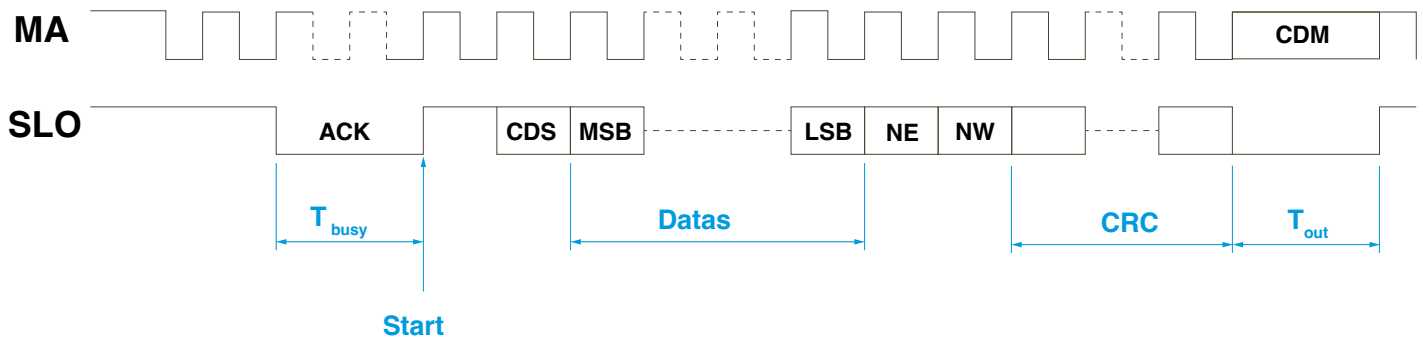 MA
CDM
SLO
ACK
CDS
MSB
LSB
NE
NW
T busy
Datas
CRC
T out
Start